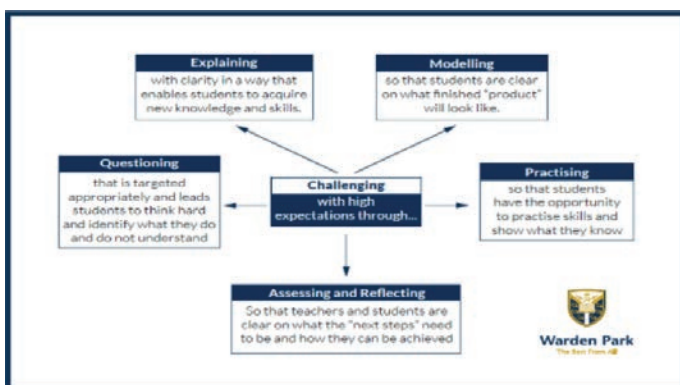 Explaining
with clarity in a way that
enables students to acquire
new knowledge and skills.
Modelling
so that students are clear
on what finished "product"
will look like.
Questioning
that is targeted
appropriately and leads
students to think hard
and identify what they do
and do not understand
Challenging
with high
expectations through...
Practising
so that students
have the opportunity
to practise skills and
show what they know
Assessing and Reflecting
So that teachers and students are
clear on what the "next steps" need
to be and how they can be achieved
Warden Park
The Best From All